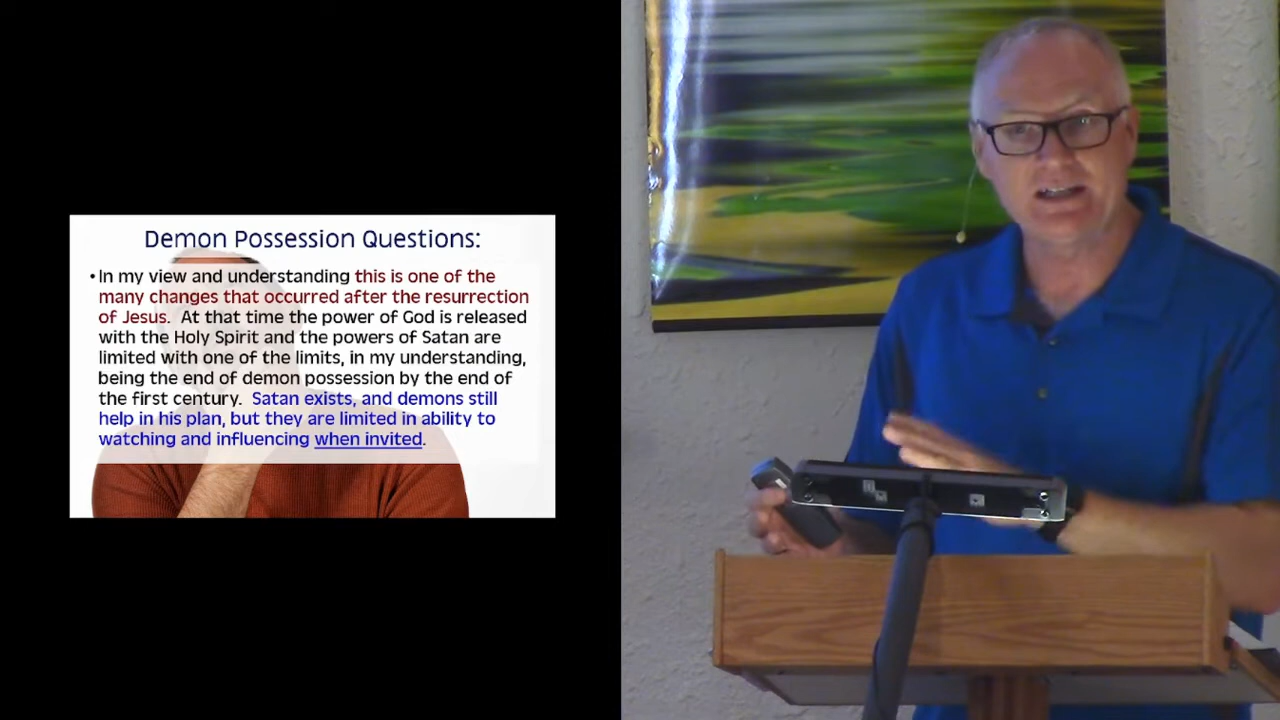 Demon Possession Questions:
• In my view and understanding this is one of the
many changes that occurred after the resurrection
of Jesus. At that time the power of God is released
with the Holy Spirit and the powers of Satan are
limited with one of the limits, in my understanding,
being the end of demon possession by the end of
the first century. Satan exists, and demons still
help in his plan, but they are limited in ability to
watching and influencing when invited.